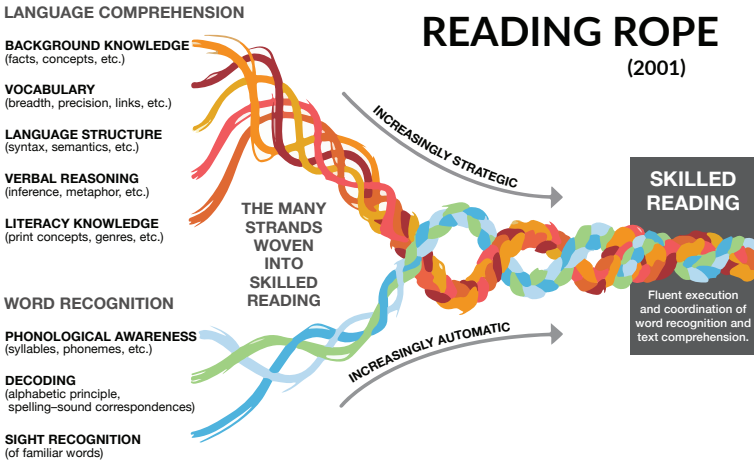 LANGUAGE COMPREHENSION
BACKGROUND KNOWLEDGE
(facts, concepts, etc.)
VOCABULARY
(breadth, precision, links, etc.)
LANGUAGE STRUCTURE
(syntax, semantics, etc.)
VERBAL REASONING
(inference, metaphor, etc.)
LITERACY KNOWLEDGE
(print concepts, genres, etc.)
WORD RECOGNITION
PHONOLOGICAL AWARENESS
(syllables, phonemes, etc.)
DECODING
(alphabetic principle,
spelling–sound correspondences)
SIGHT RECOGNITION
(of familiar words)
THE MANY
STRANDS
WOVEN
INTO
SKILLED
READING
READING ROPE
(2001)
INCREASINGLY STRATEGIC
INCREASINGLY AUTOMATIC
SKILLED
READING
Fluent execution
and coordination of
word recognition and
text comprehension.